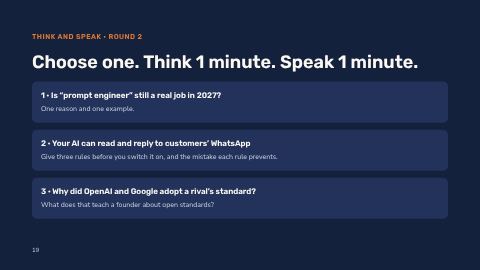 THINK AND SPEAK • ROUND 2
Choose one. Think 1 minute. Speak 1 minute.
1 • Is “prompt engineer” still a real job in 2027?
One reason and one example.
2 • Your AI can read and reply to customers’ WhatsApp
Give three rules before you switch it on, and the mistake each rule prevents.
3 • Why did OpenAI and Google adopt a rival’s standard?
What does that teach a founder about open standards?
19